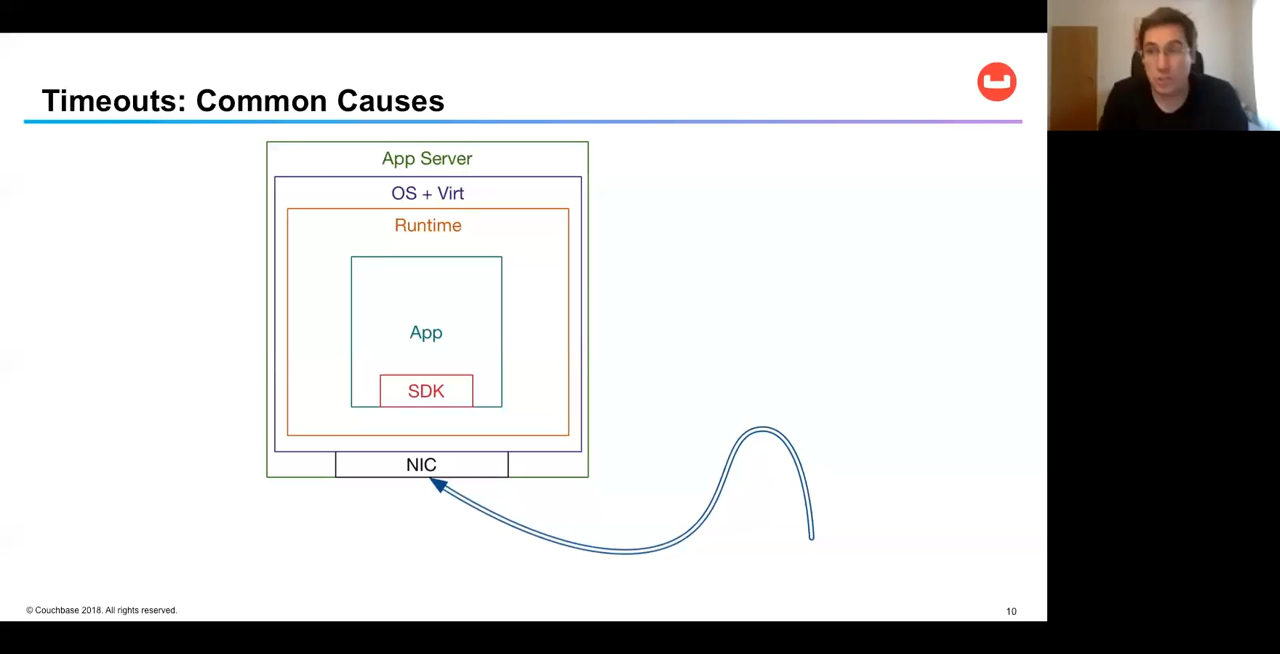 Timeouts: Common Causes
App Server
OS + Virt
Runtime
App
SDK
NIC
© Couchbase 2018. All rights reserved.
10